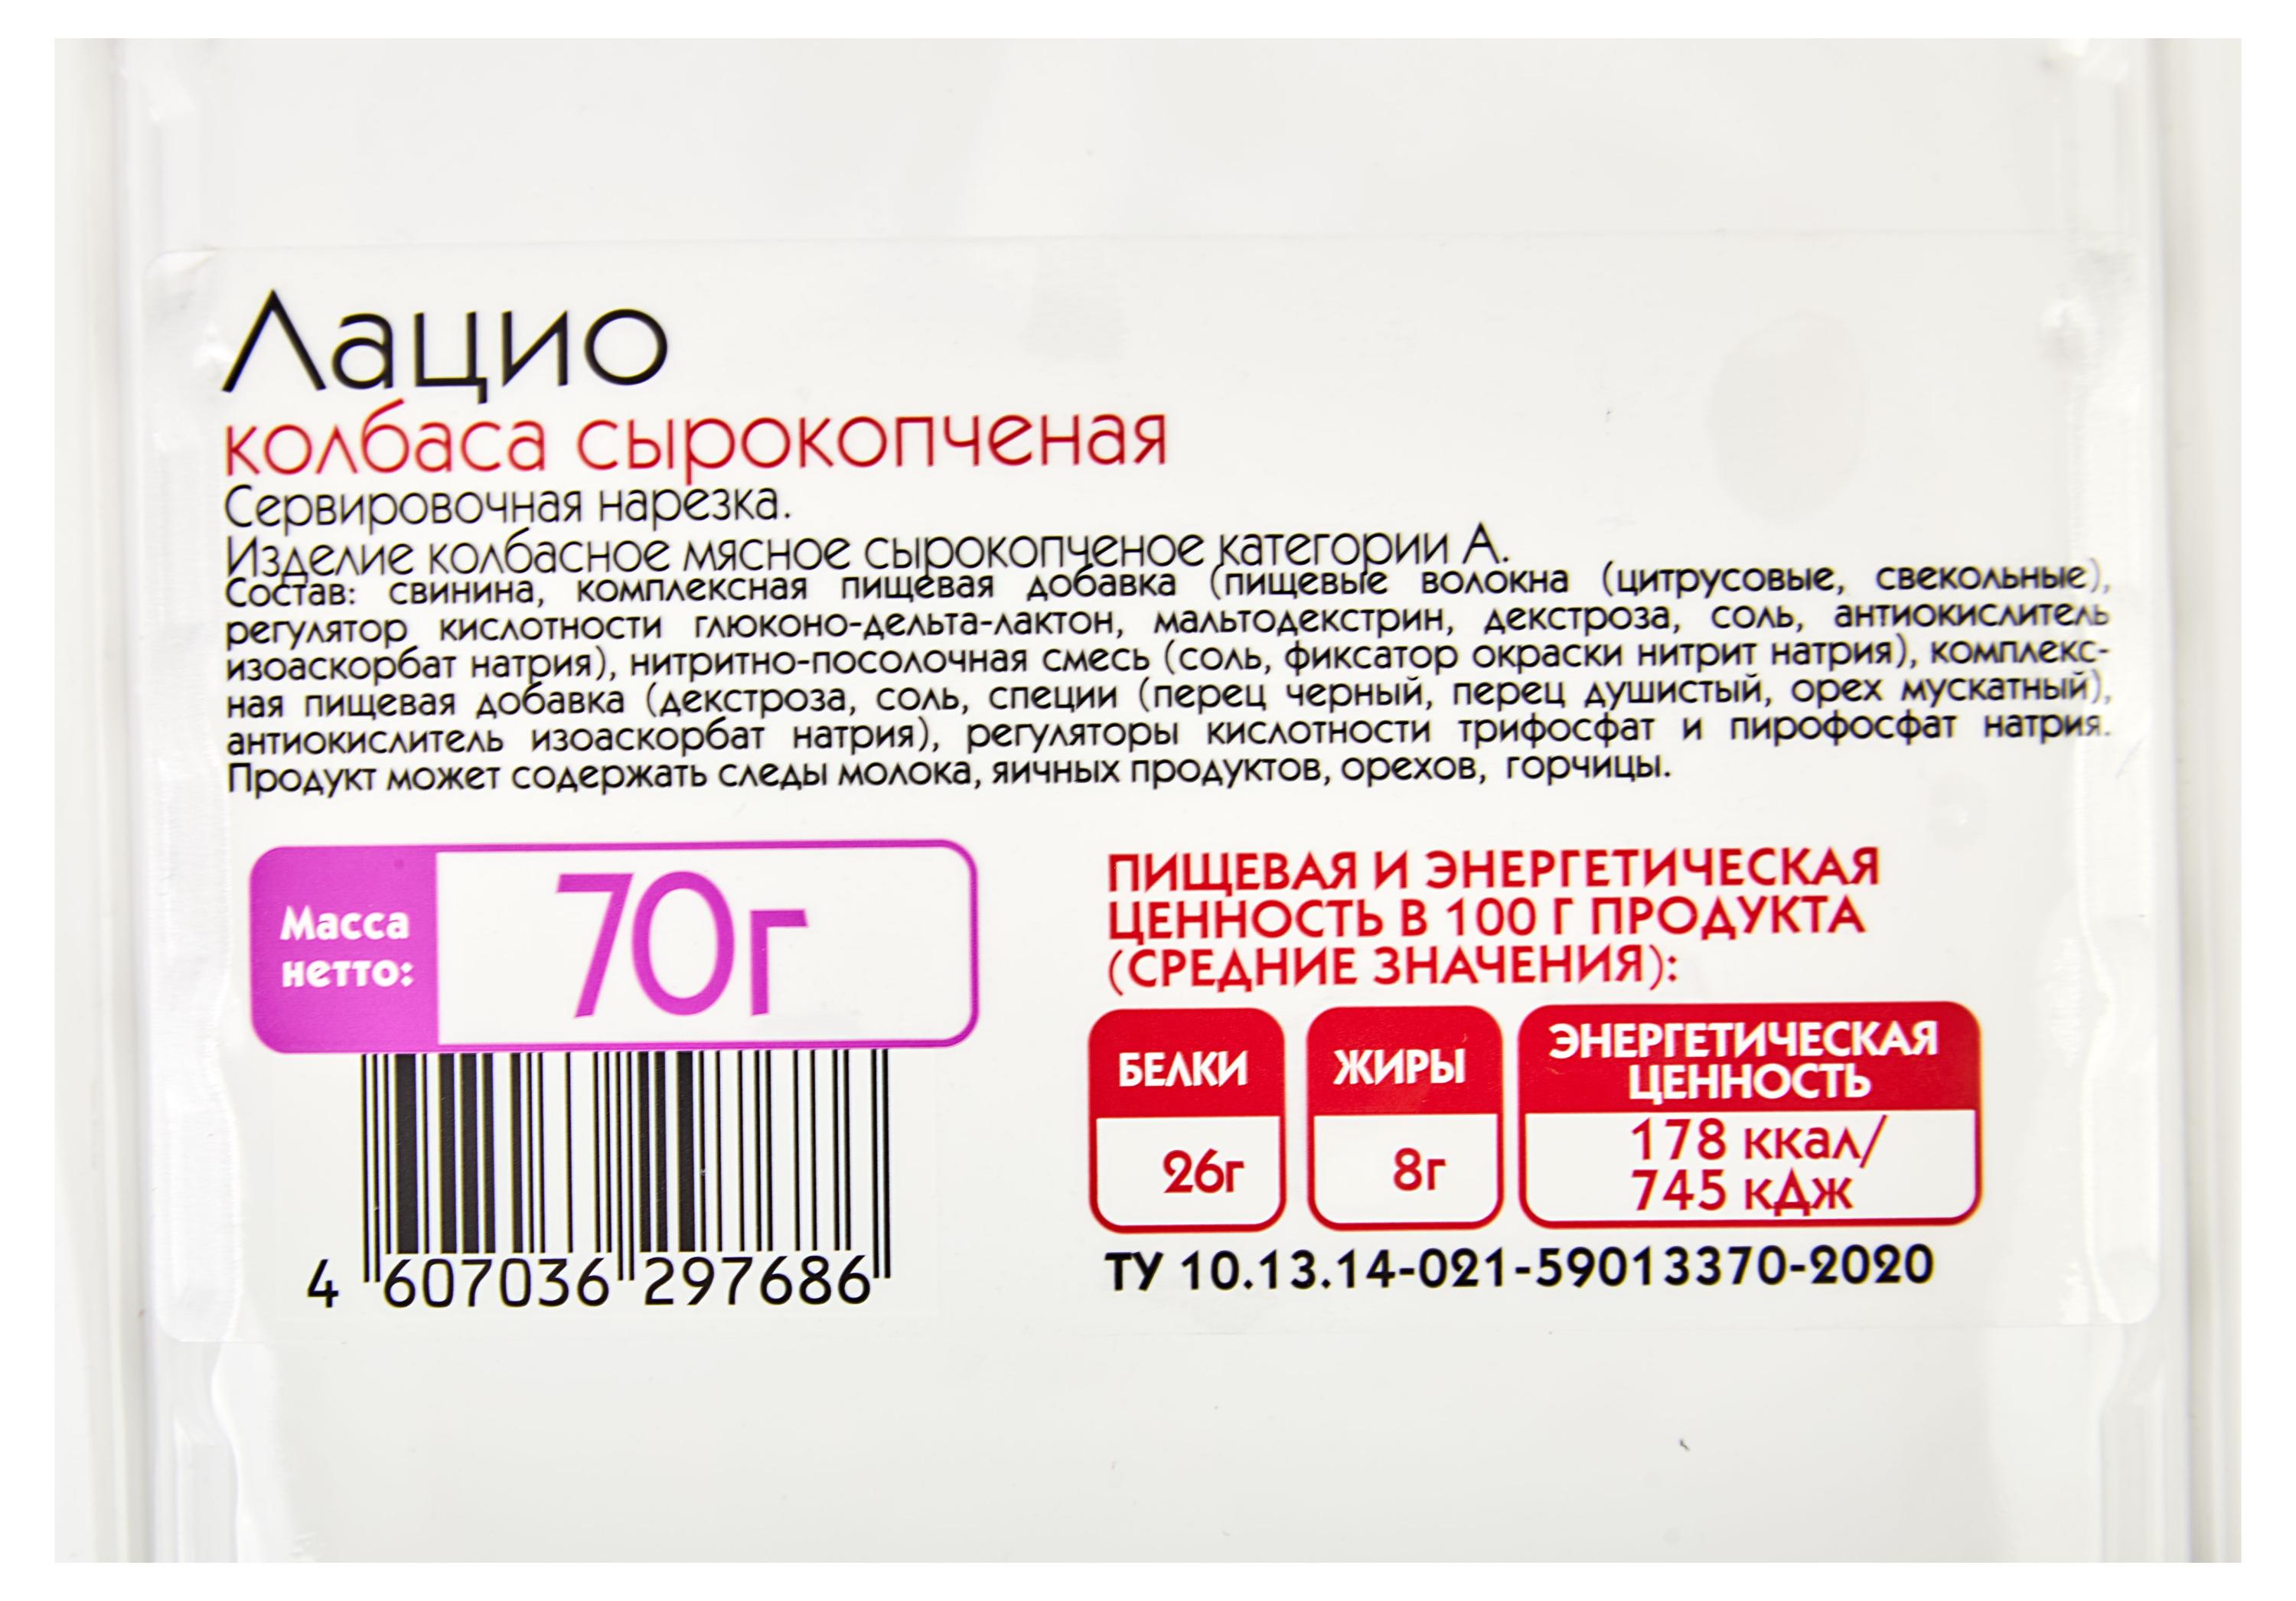 Лацио
колбаса сырокопченая
Сервировочная нарезка.
Изделие колбасное мясное сырокопченое категории А.
Состав: свинина, комплексная пищевая добавка (пищевые волокна (цитрусовые, свекольные),
регулятор кислотности глюконо-дельта-лактон, мальтодекстрин, декстроза, соль, антиокислитель
изоаскорбат натрия), нитритно-посолочная смесь (соль, фиксатор окраски нитрит натрия), комплекс-
ная пищевая добавка (декстроза, соль, специи (перец черный, перец душистый, орех мускатный),
антиокислитель изоаскорбат натрия), регуляторы кислотности трифосфат и пирофосфат натрия.
Продукт может содержать следы молока, яичных продуктов, орехов, горчицы.
Масса
нетто:
70г
4 607036 297686
ПИЩЕВАЯ И ЭНЕРГЕТИЧЕСКАЯ
ЦЕННОСТЬ В 100 Г ПРОДУКТА
(СРЕДНИЕ ЗНАЧЕНИЯ):
БЕЛКИ
26г
ЖИРЫ
8г
ЭНЕРГЕТИЧЕСКАЯ
ЦЕННОСТЬ
178 ккал/
745 кДж
ТУ 10.13.14-021-59013370-2020